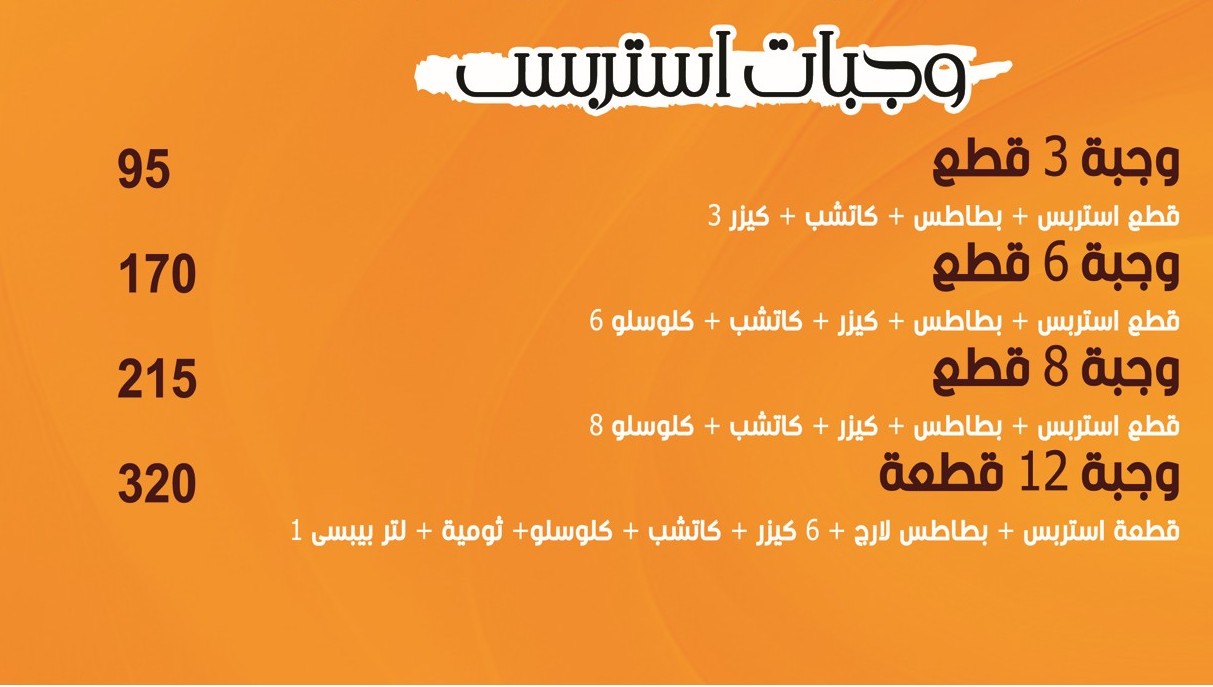 وجبات استربست
وجبة 3 قطع
95
قطع استربس + بطاطس + كاتشب + كيزر 3
وجبة 6 قطع
170
قطع استربس + بطاطس + كيزر + كاتشب + كلوسلو 6
وجبة 8 قطع
215
قطع استربس + بطاطس + كيزر + كاتشب + كلوسلو 8
وجبة 12 قطعة
320
قطعة استربس + بطاطس لارج + 6 كيزر + كاتشب + كلوسلو+ ثومية + لتر بيبسى 1